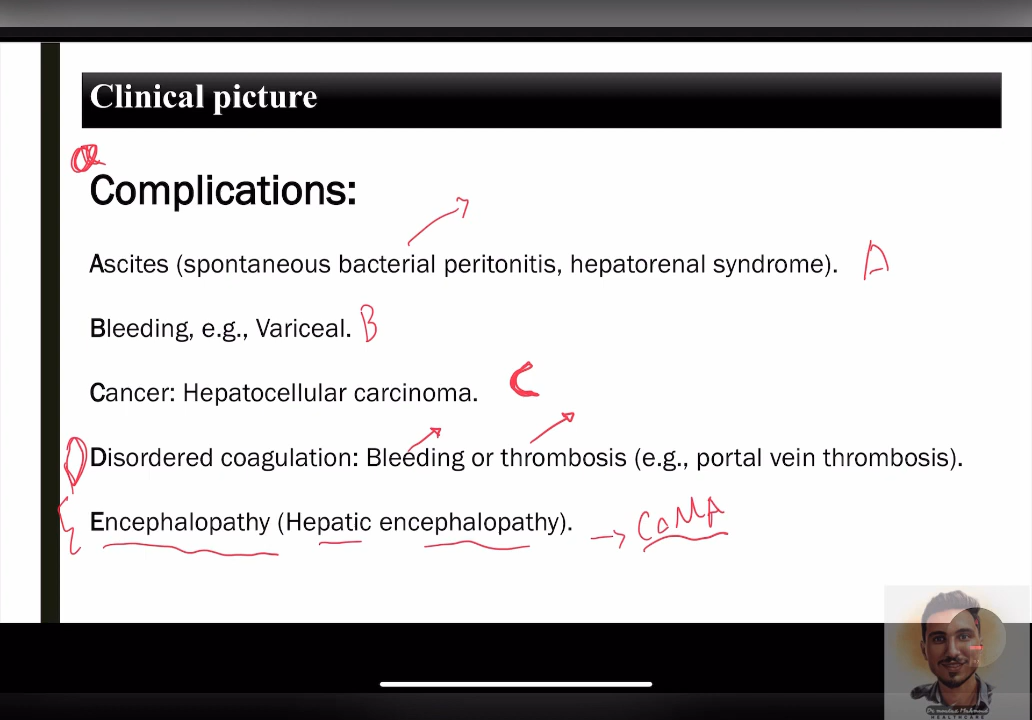 Clinical picture
Complications:
Ascites (spontaneous bacterial peritonitis, hepatorenal syndrome). A
Bleeding, e.g., Variceal. B
Cancer: Hepatocellular carcinoma. C
D Disordered coagulation: Bleeding or thrombosis (e.g., portal vein thrombosis).
Encephalopathy (Hepatic encephalopathy). → COMA
HEALTHCARE